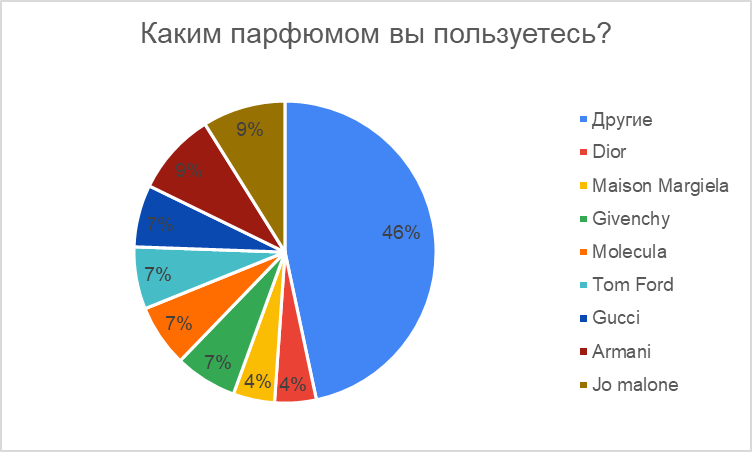 Каким парфюмом вы пользуетесь?
46%
4%
4%
7%
7%
7%
7%
9%
9%
Другие
Dior
Maison Margiela
Givenchy
Molecula
Tom Ford
Gucci
Armani
Jo malone